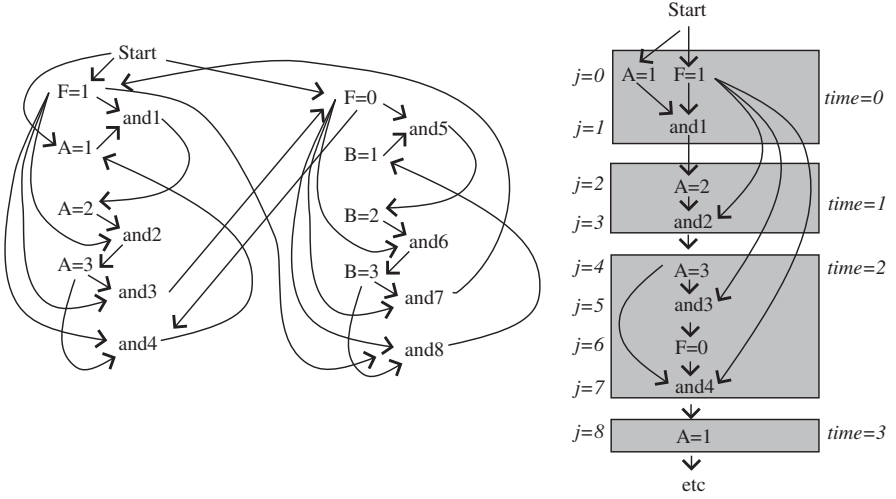 Start
F=1
and1
A=1
A=2
and2
A=3
and3
and4
F=0
and5
B=1
B=2
and6
B=3
and7
and8
Start
j=0 A=1 F=1 time=0
j=1 and1
j=2 A=2 time=1
j=3 and2
j=4 A=3 time=2
j=5 and3
j=6 F=0
j=7 and4
j=8 A=1 time=3
etc